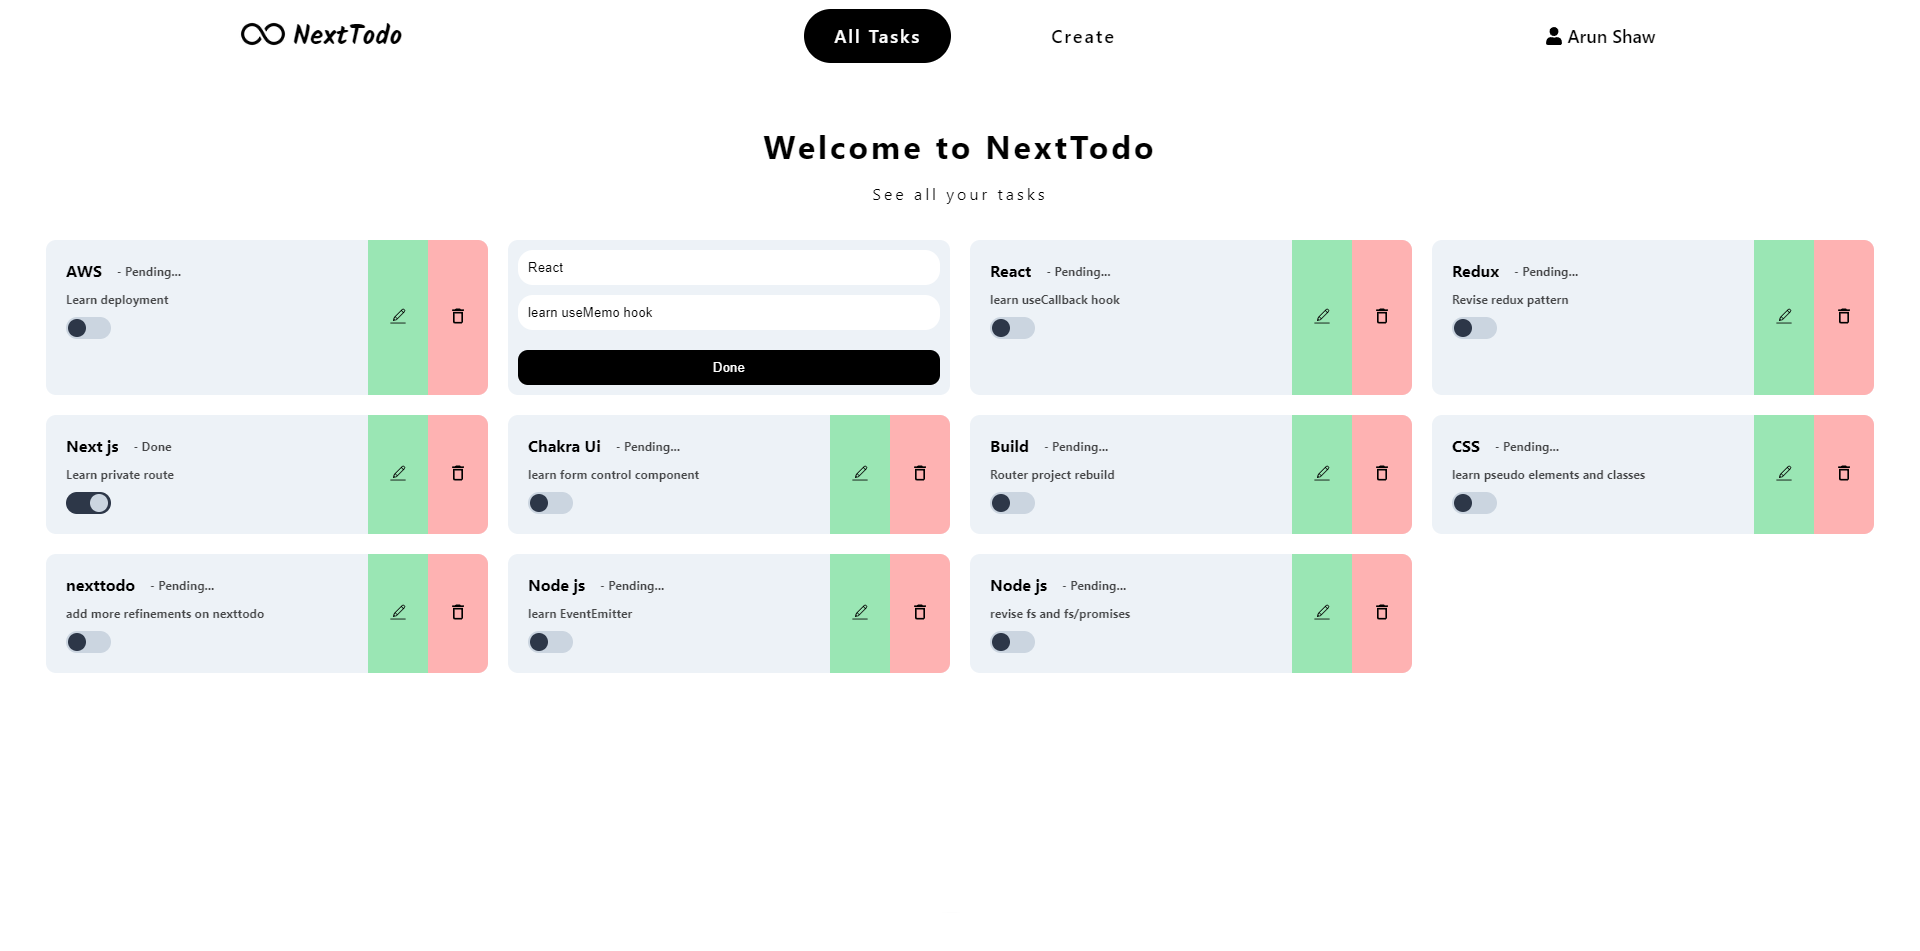 NextTodo
All Tasks
Create
Arun Shaw
Welcome to NextTodo
See all your tasks
AWS - Pending...
Learn deployment
React
learn useMemo hook
Done
React - Pending...
learn useCallback hook
Redux - Pending...
Revise redux pattern
Next js - Done
Learn private route
Chakra Ui - Pending...
learn form control component
Build - Pending...
Router project rebuild
CSS - Pending...
learn pseudo elements and classes
nexttodo - Pending...
add more refinements on nexttodo
Node js - Pending...
learn EventEmitter
Node js - Pending...
revise fs and fs/promises